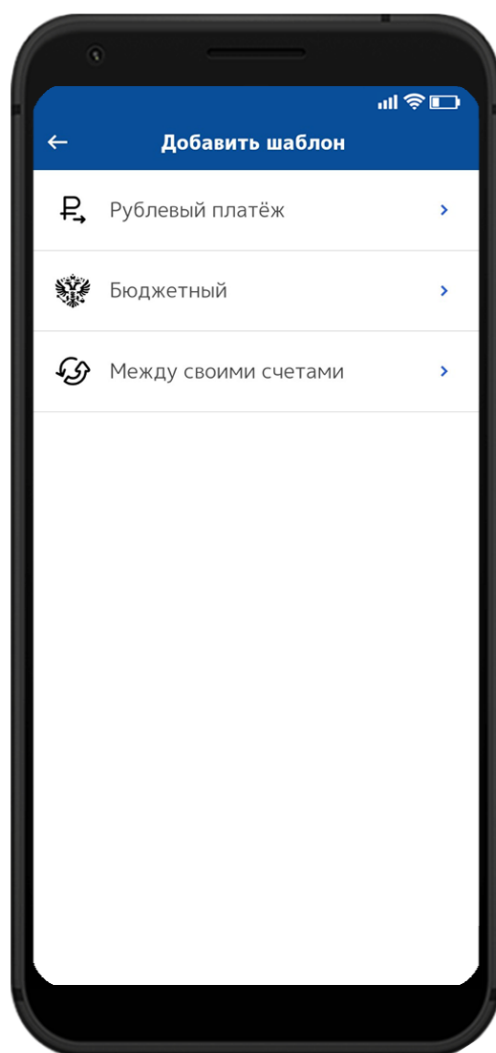 Добавить шаблон
Рублевый платёж
Бюджетный
Между своими счетами